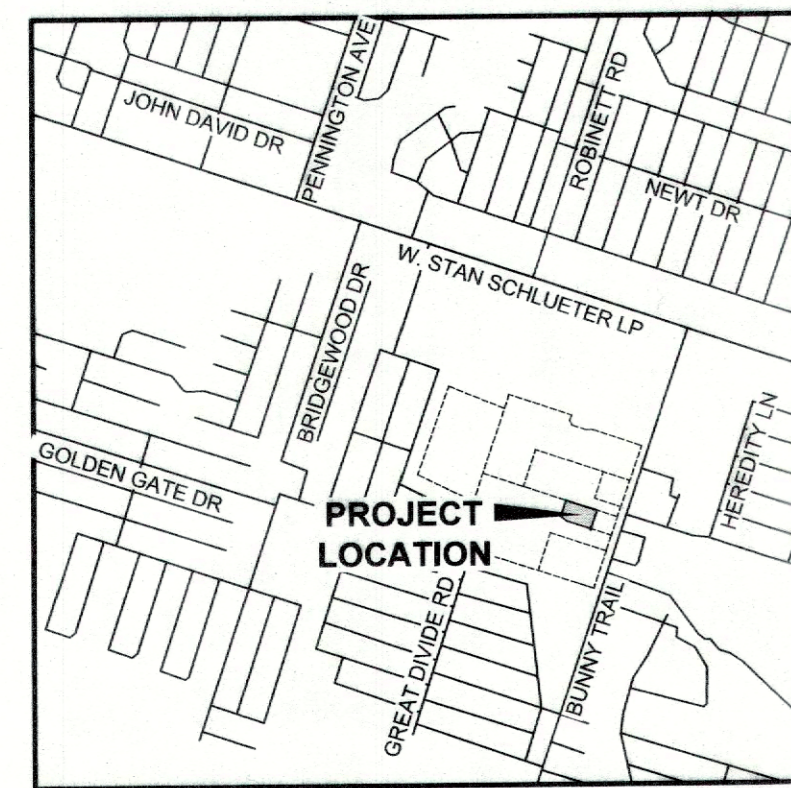 PENNINGTON AVE
ROBINETT RD
JOHN DAVID DR
NEWT DR
W. STAN SCHLUETER LP
BRIDGEWOOD DR
HEREDITY LN
GOLDEN GATE DR
PROJECT
LOCATION
GREAT DIVIDE RD
BUNNY TRAIL